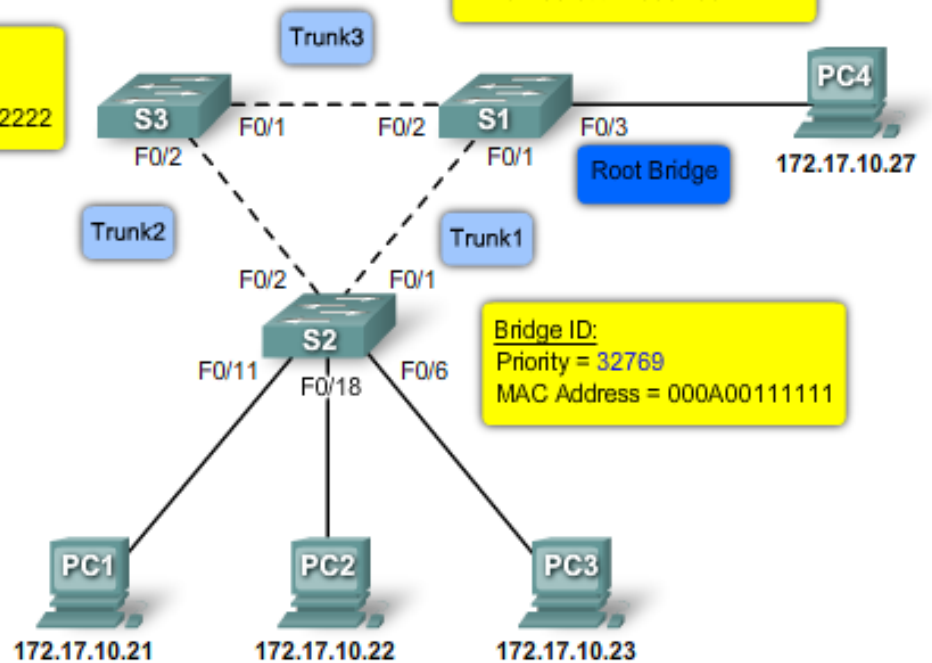 Trunk3
PC4
2222
S3
S1
F0/1
F0/2
F0/3
F0/2
F0/1
172.17.10.27
Root Bridge
Trunk2
Trunk1
F0/2
F0/1
S2
Bridge ID:
Priority = 32769
MAC Address = 000A00111111
F0/11
F0/18
F0/6
PC1
PC2
PC3
172.17.10.21
172.17.10.22
172.17.10.23